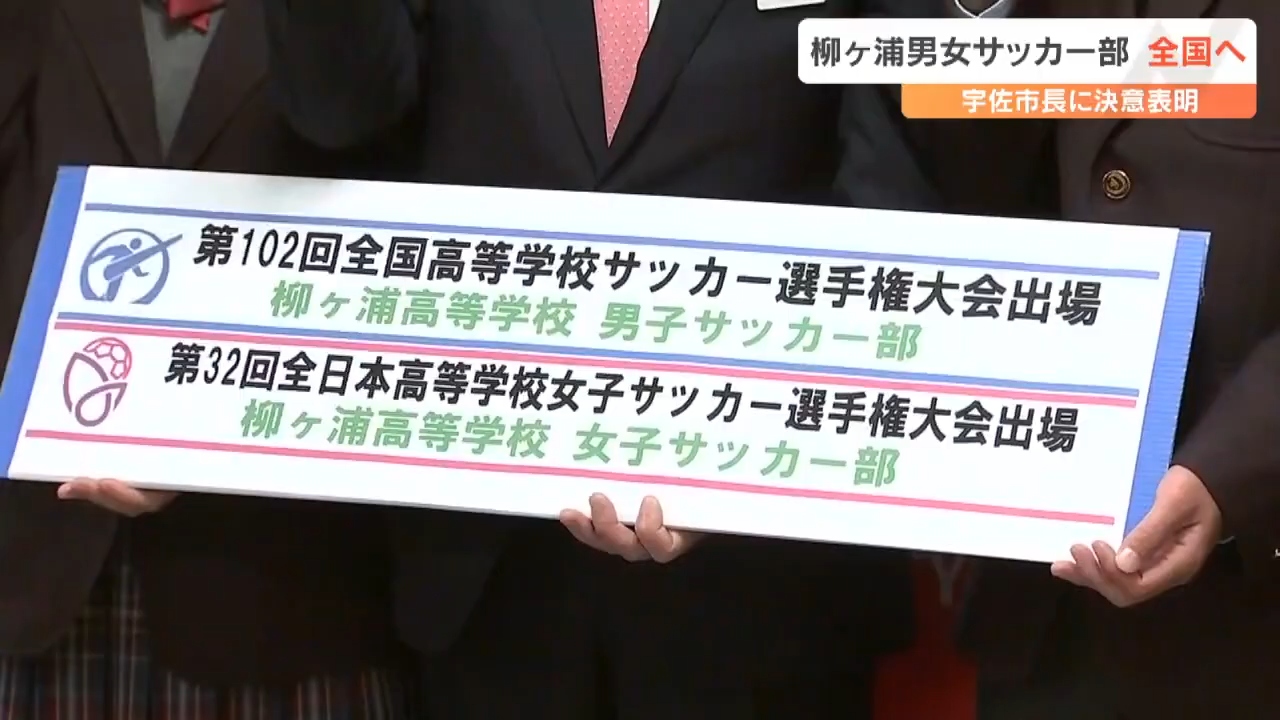 柳ヶ浦男女サッカー部 全国へ
宇佐市長に決意表明
第102回全国高等学校サッカー選手権大会出場
柳ヶ浦高等学校 男子サッカー部
第32回全日本高等学校女子サッカー選手権大会出場
柳ヶ浦高等学校 女子サッカー部